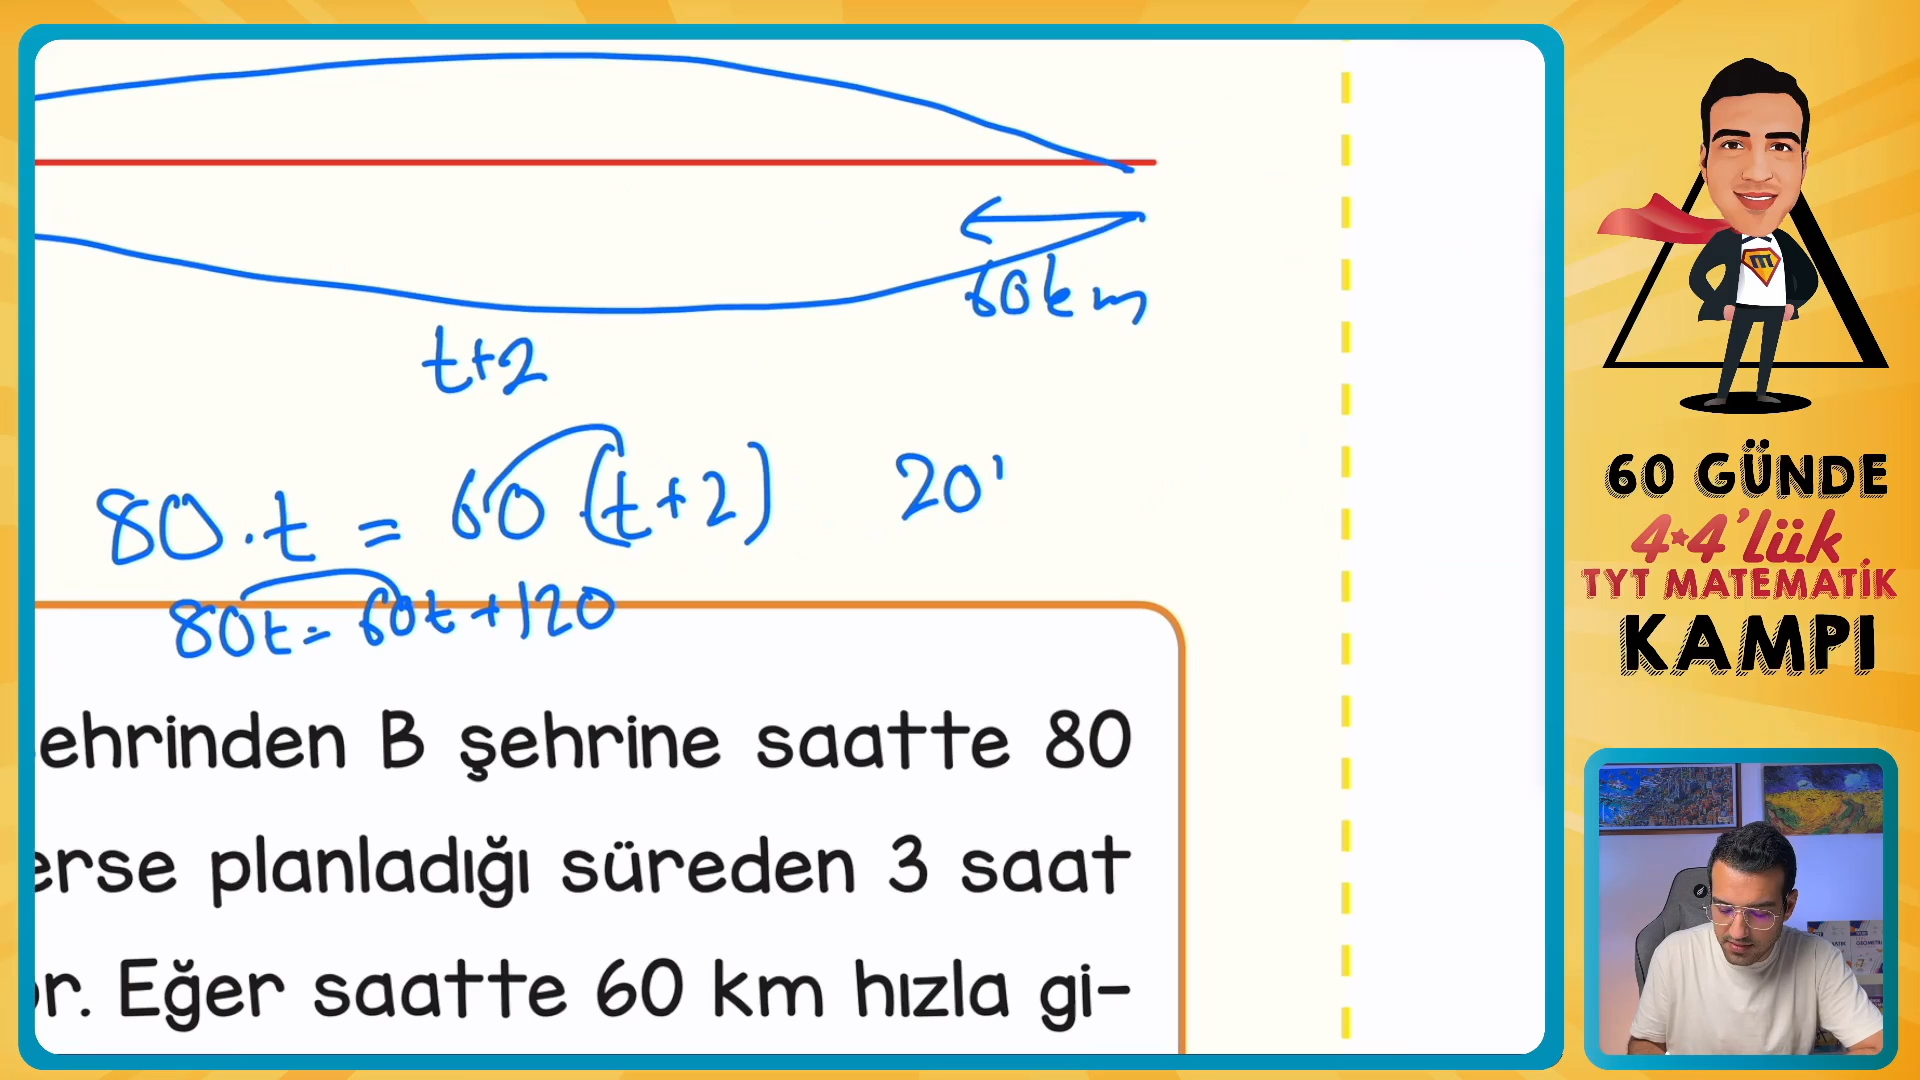 60km
t+2
80.t = 60(t+2) 20'
80t = 60t+120
ehrinden B şehrine saatte 80
erse planladığı süreden 3 saat
r. Eğer saatte 60 km hızla gi-
m
60 GÜNDE
4*4'lük
TYT MATEMATİK
KAMPI